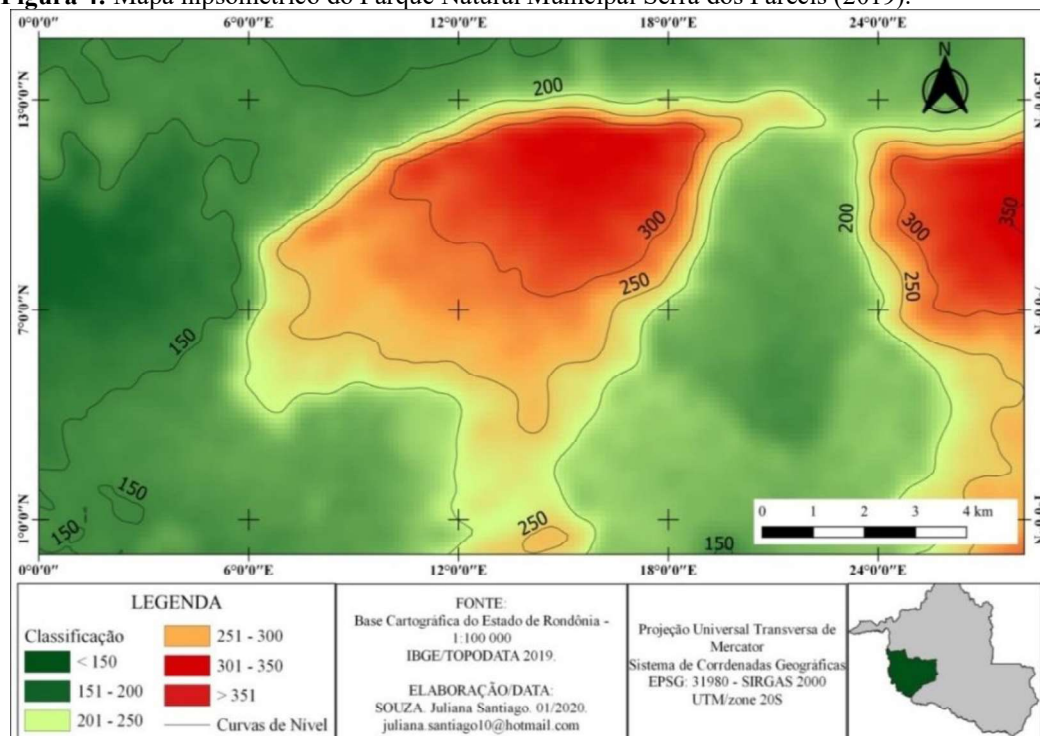 Figura 4: Mapa hipsométrico do Parque Natural Municipal Serra dos Parecis (2019).
0°0'0"E 6°0'0"E 12°0'0"E 18°0'0"E 24°0'0"E
N
13°0'0"N
7°0'0"N
1°0'0"N
200
300
250
200
300
350
250
150
150
150
250
150
0 1 2 3 4 km
0°0'0"E 6°0'0"E 12°0'0"E 18°0'0"E 24°0'0"E
LEGENDA
Classificação
< 150
151 - 200
201 - 250
251 - 300
301 - 350
> 351
Curvas de Nível
FONTE:
Base Cartográfica do Estado de Rondônia -
1:100 000
IBGE/TOPODATA 2019.
ELABORAÇÃO/DATA:
SOUZA. Juliana Santiago. 01/2020.
juliana.santiago10@hotmail.com
Projeção Universal Transversa de
Mercator
Sistema de Corrdenadas Geográficas
EPSG: 31980 - SIRGAS 2000
UTM/zone 20S